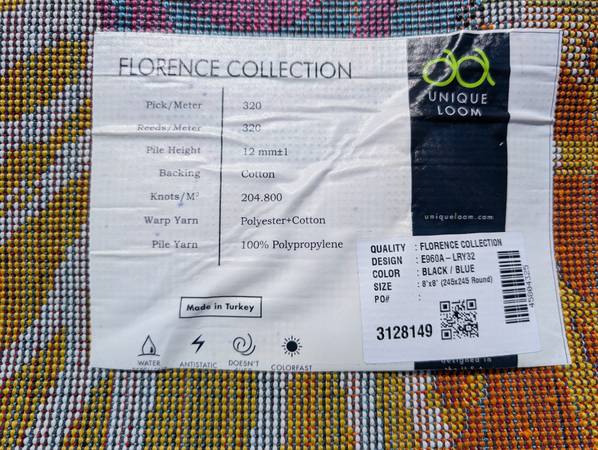 FLORENCE COLLECTION
Pick/Meter 320
Reeds/Meter 320
Pile Height 12 mm±1
Backing Cotton
Knots/M² 204.800
Warp Yarn Polyester+Cotton
Pile Yarn 100% Polypropylene
Made in Turkey
WATER
ANTISTATIC
DOESN'T
COLORFAST
UNIQUE
LOOM
uniqueloom.com
QUALITY : FLORENCE COLLECTION
DESIGN : E960A - LRY32
COLOR : BLACK / BLUE
SIZE : 8'x8' (245x245 Round)
PO# :
3128149
designed in